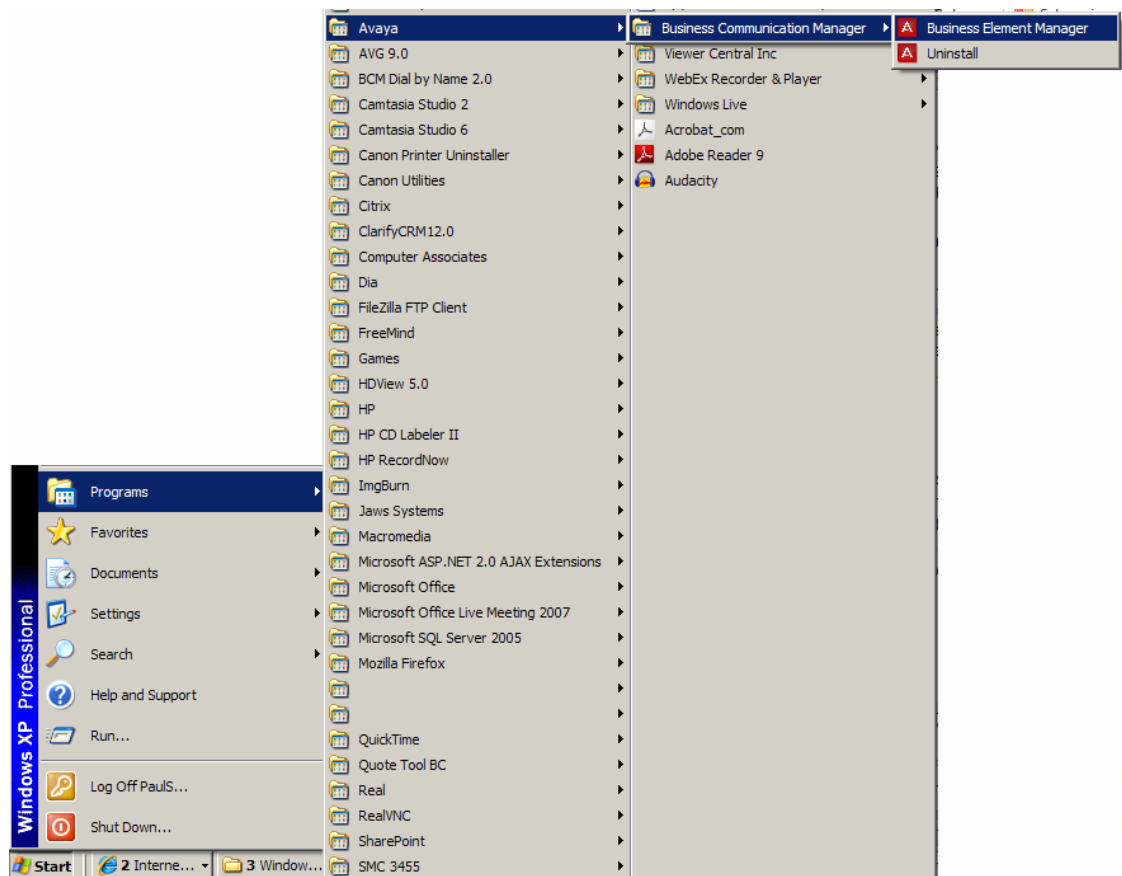 Avaya
AVG 9.0
BCM Dial by Name 2.0
Camtasia Studio 2
Camtasia Studio 6
Canon Printer Uninstaller
Canon Utilities
Citrix
ClarifyCRM12.0
Computer Associates
Dia
FileZilla FTP Client
FreeMind
Games
HDView 5.0
HP
HP CD Labeler II
HP RecordNow
ImgBurn
Jaws Systems
Macromedia
Microsoft ASP.NET 2.0 AJAX Extensions
Microsoft Office
Microsoft Office Live Meeting 2007
Microsoft SQL Server 2005
Mozilla Firefox
QuickTime
Quote Tool BC
Real
RealVNC
SharePoint
SMC 3455
Business Communication Manager
Viewer Central Inc
WebEx Recorder & Player
Windows Live
Acrobat_com
Adobe Reader 9
Audacity
Business Element Manager
Uninstall
Programs
Favorites
Documents
Settings
Search
Help and Support
Run...
Log Off PaulS...
Shut Down...
Windows XP Professional
Start
2 Interne...
3 Window...